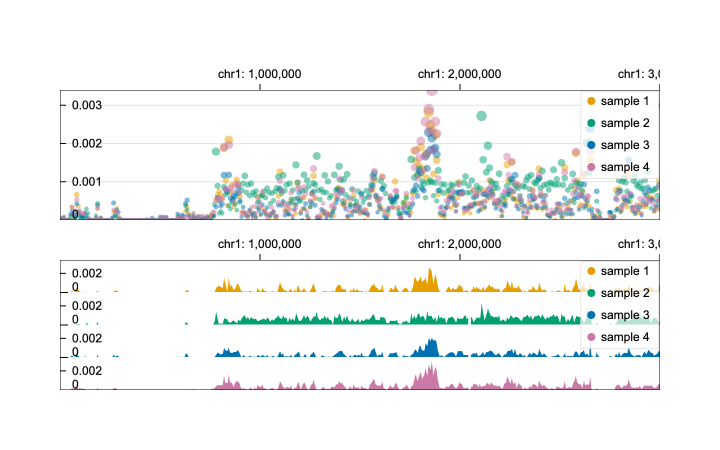 chr1: 1,000,000 chr1: 2,000,000 chr1: 3,0
0.003
0.002
0.001
0
sample 1
sample 2
sample 3
sample 4
chr1: 1,000,000 chr1: 2,000,000 chr1: 3,0
0.002
0
0.002
0
0.002
0
0.002
0
sample 1
sample 2
sample 3
sample 4